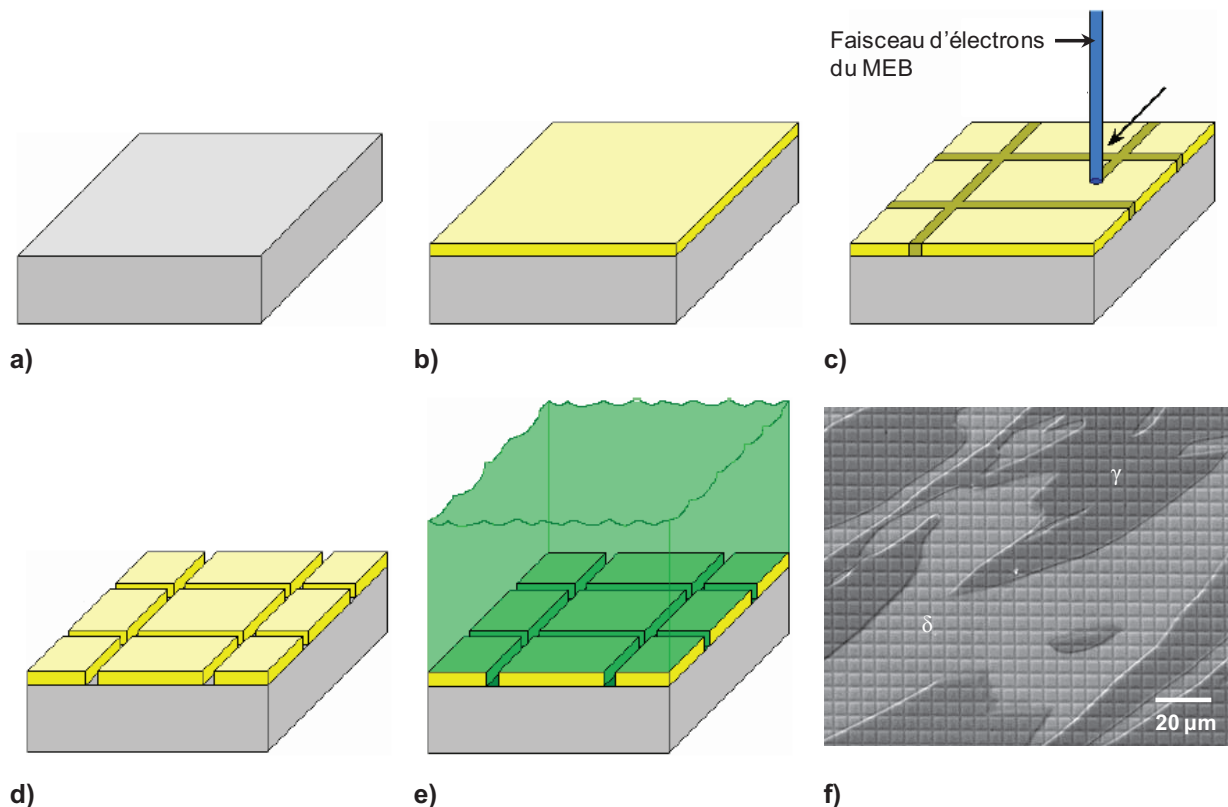 Faisceau d'électrons
du MEB
a)
b)
c)
γ
δ
20 µm
d)
e)
f)